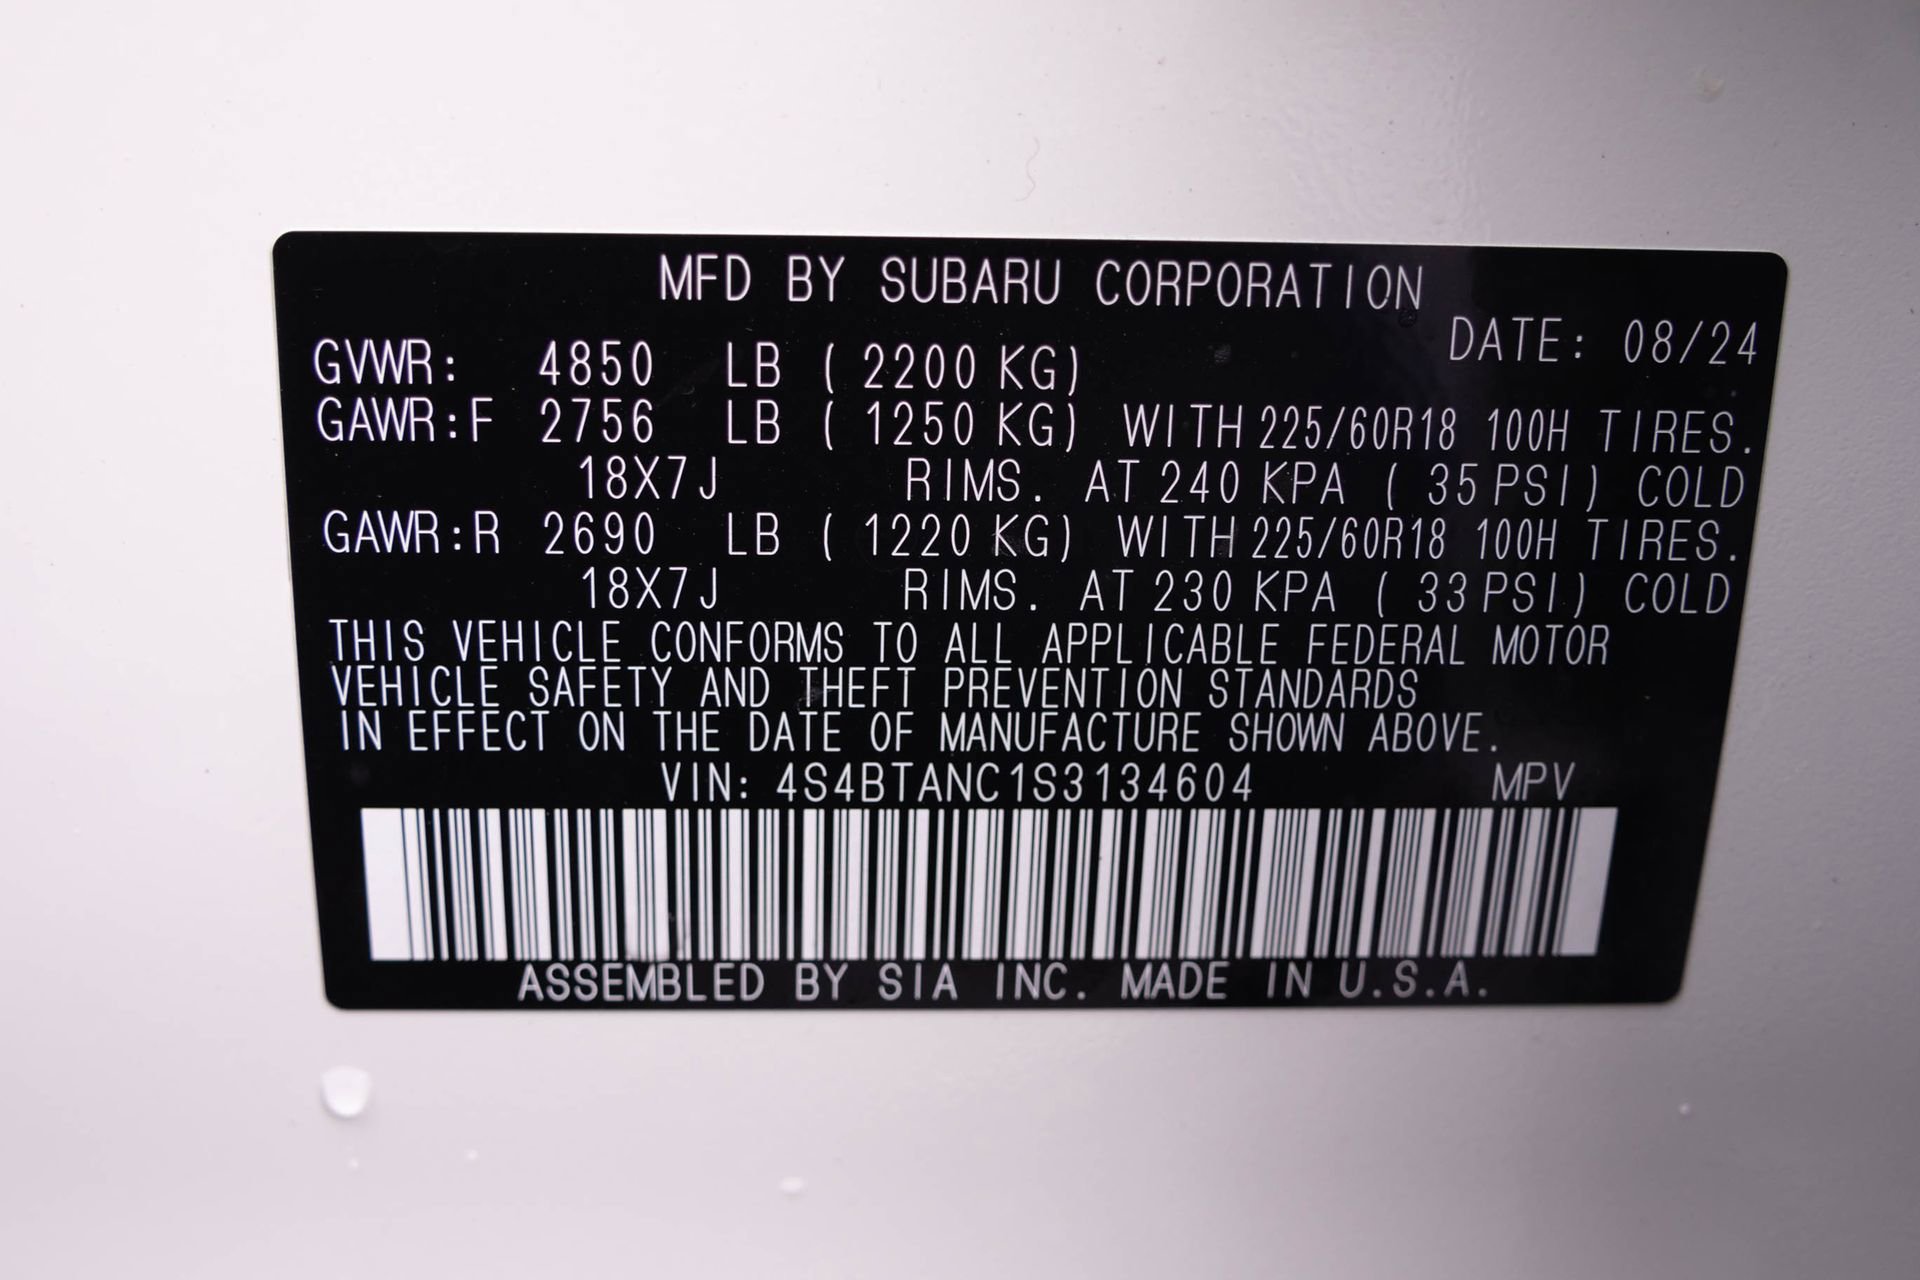 MFD BY SUBARU CORPORATION
DATE: 08/24
GVWR: 4850 LB ( 2200 KG)
GAWR:F 2756 LB ( 1250 KG) WITH 225/60R18 100H TIRES.
18X7J RIMS. AT 240 KPA ( 35 PSI) COLD
GAWR:R 2690 LB ( 1220 KG) WITH 225/60R18 100H TIRES.
18X7J RIMS. AT 230 KPA ( 33 PSI) COLD
THIS VEHICLE CONFORMS TO ALL APPLICABLE FEDERAL MOTOR
VEHICLE SAFETY AND THEFT PREVENTION STANDARDS
IN EFFECT ON THE DATE OF MANUFACTURE SHOWN ABOVE.
VIN: 4S4BTANC1S3134604 MPV
ASSEMBLED BY SIA INC. MADE IN U.S.A.